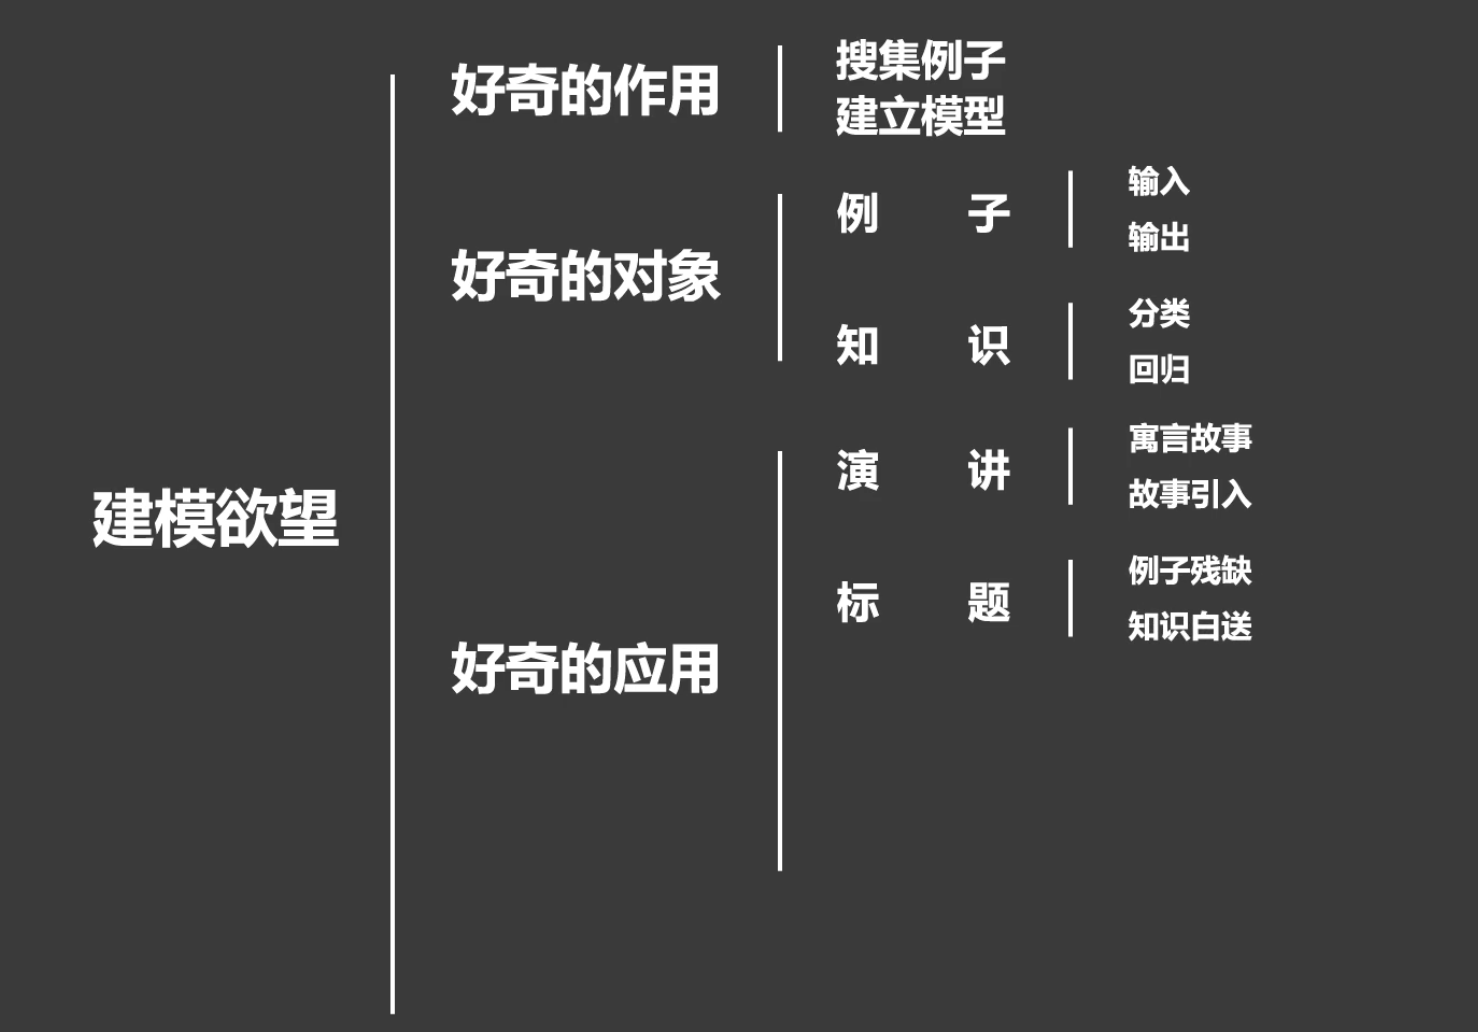 建模欲望
好奇的作用
搜集例子
建立模型
好奇的对象
例子
输入
输出
知识
分类
回归
好奇的应用
演讲
寓言故事
故事引入
标题
例子残缺
知识白送